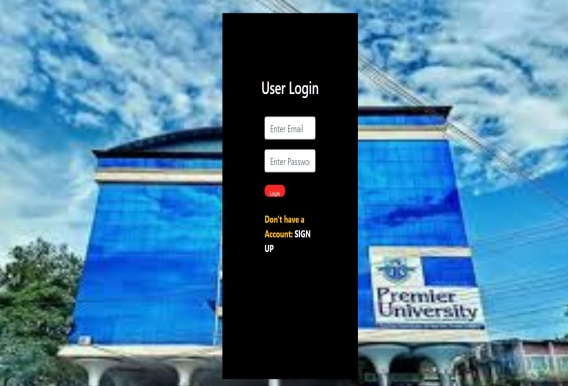 User Login
Enter Email
Enter Passwo
Login
Don't have a
Account: SIGN
UP
Premier
University